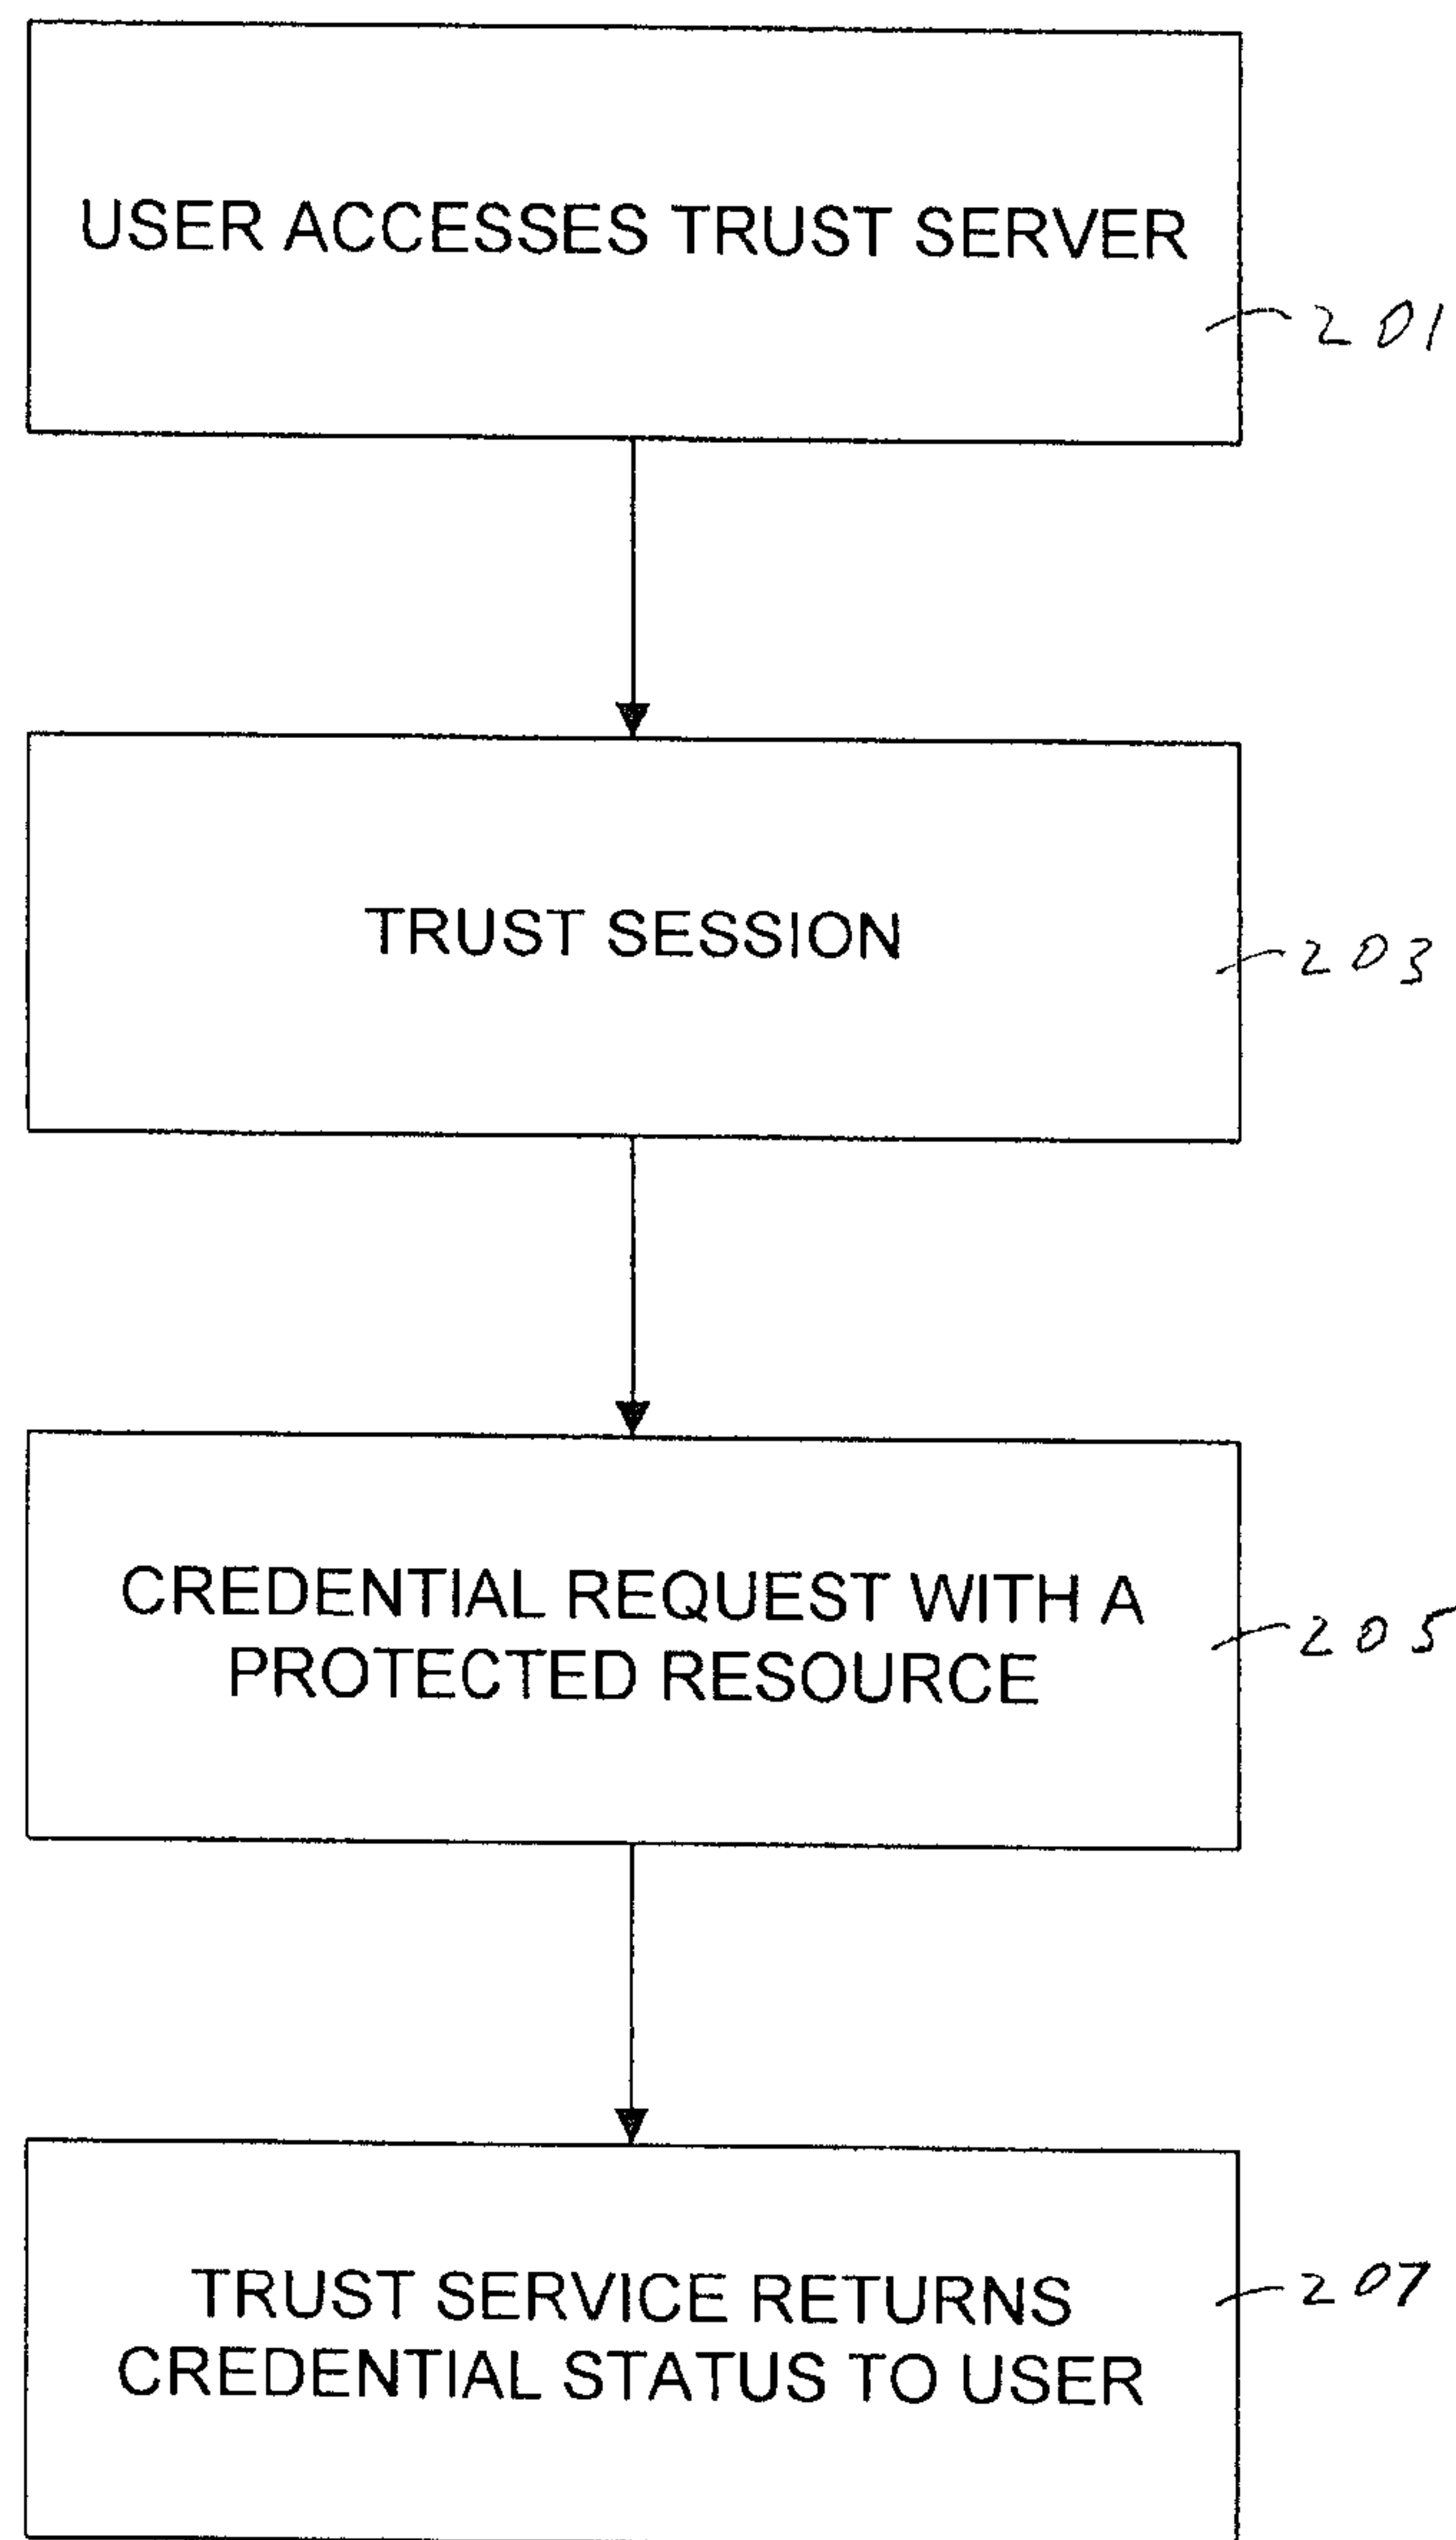 USER ACCESSES TRUST SERVER
201
TRUST SESSION
203
CREDENTIAL REQUEST WITH A
PROTECTED RESOURCE
205
TRUST SERVICE RETURNS
CREDENTIAL STATUS TO USER
207